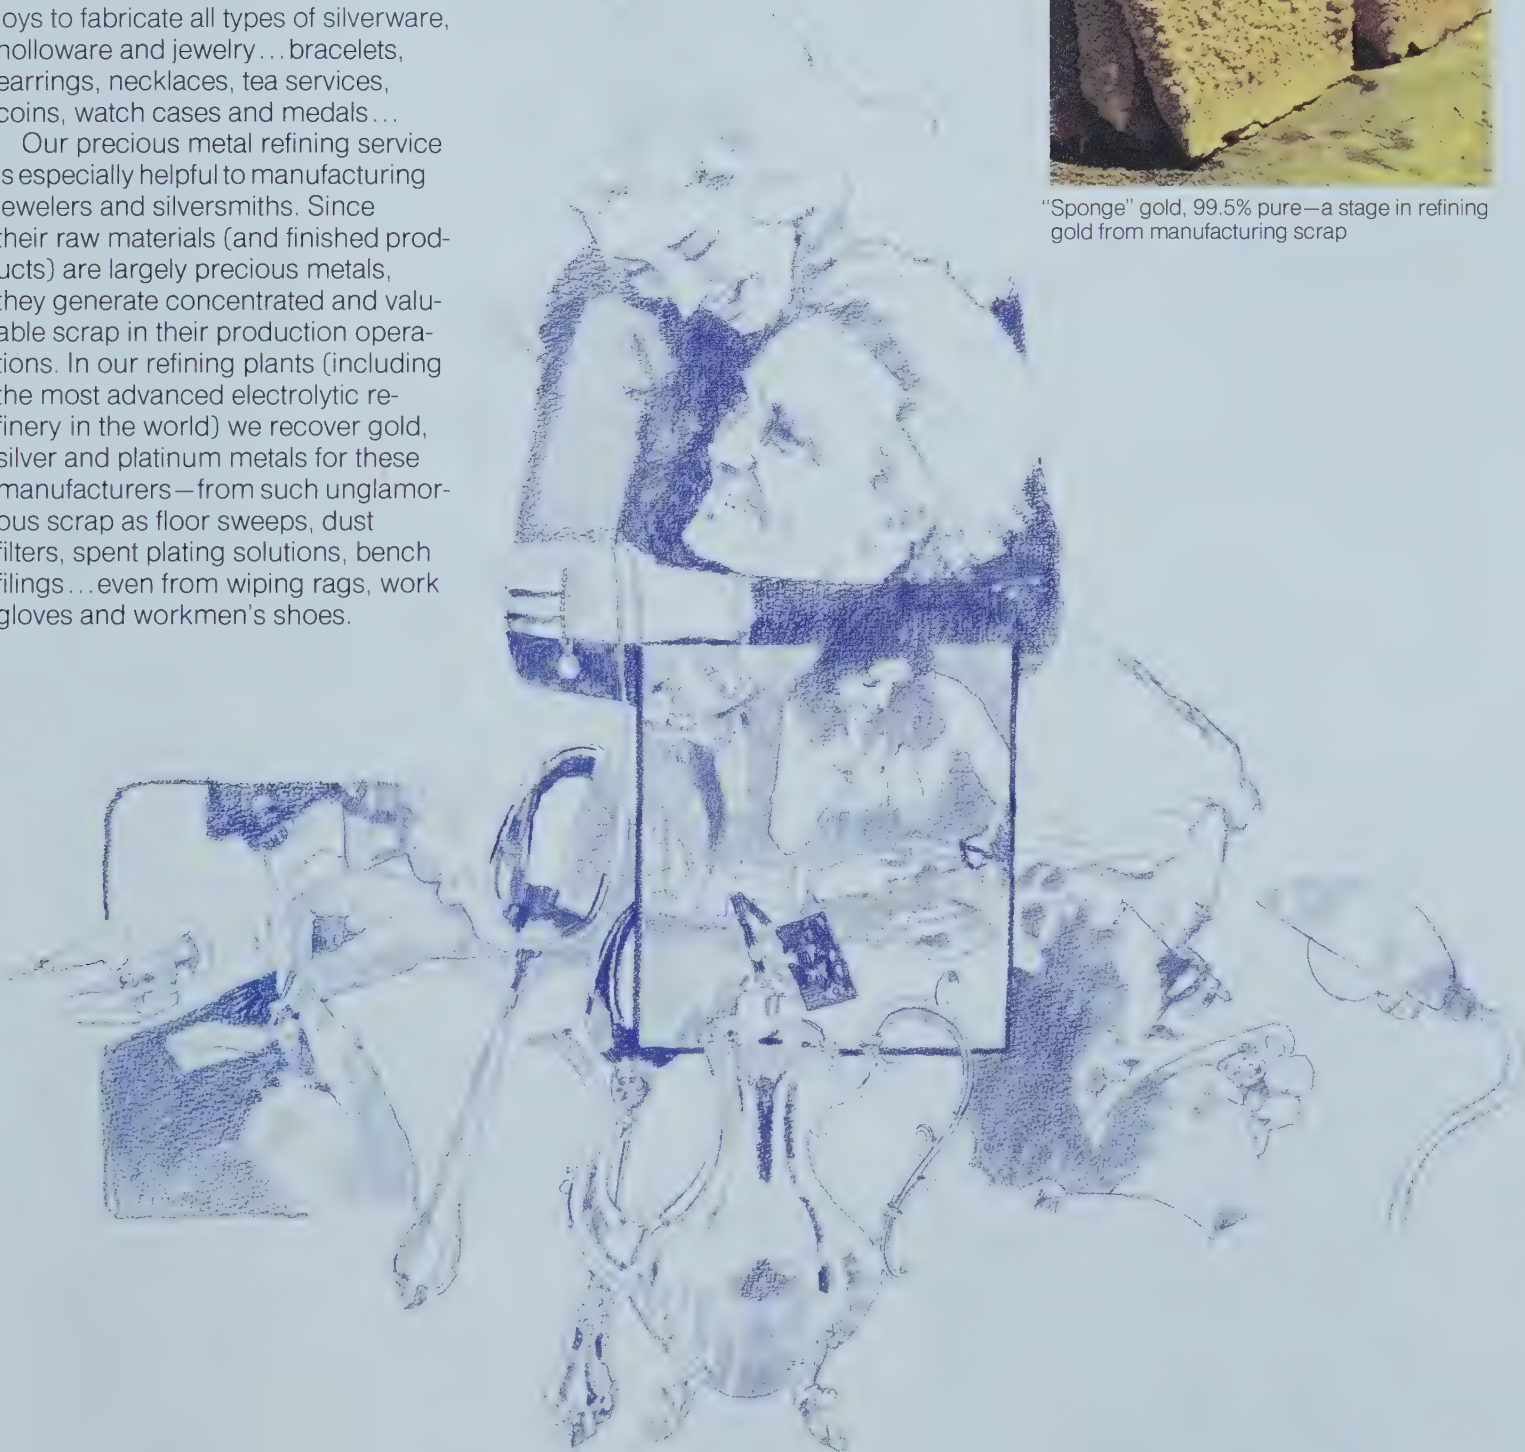 oys to fabricate all types of silverware,
holloware and jewelry...bracelets,
earrings, necklaces, tea services,
coins, watch cases and medals...
Our precious metal refining service
s especially helpful to manufacturing
ewelers and silversmiths. Since
their raw materials (and finished prod-
ucts) are largely precious metals,
they generate concentrated and valu-
able scrap in their production opera-
tions. In our refining plants (including
the most advanced electrolytic re-
finery in the world) we recover gold,
silver and platinum metals for these
manufacturers—from such unglamor-
ous scrap as floor sweeps, dust
filters, spent plating solutions, bench
filings...even from wiping rags, work
gloves and workmen's shoes.
"Sponge" gold, 99.5% pure—a stage in refining
gold from manufacturing scrap